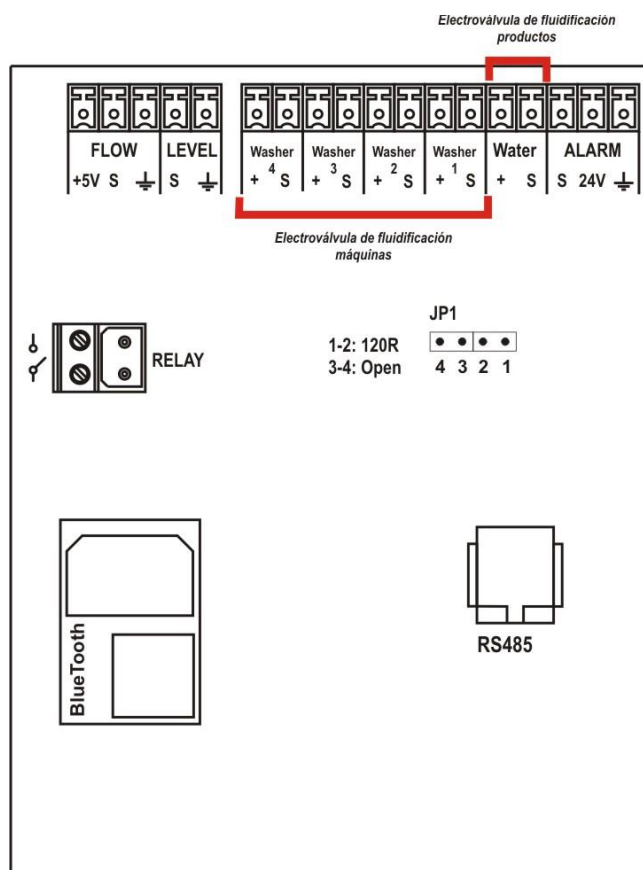 Electroválvula de fluidificación
productos
FLOW LEVEL Washer Washer Washer Washer Water ALARM
4 3 2 1
+5V S S + S + S + S + S + S S 24V
Electroválvula de fluidificación
máquinas
JP1
RELAY
1-2: 120R
3-4: Open 4 3 2 1
BlueTooth
RS485